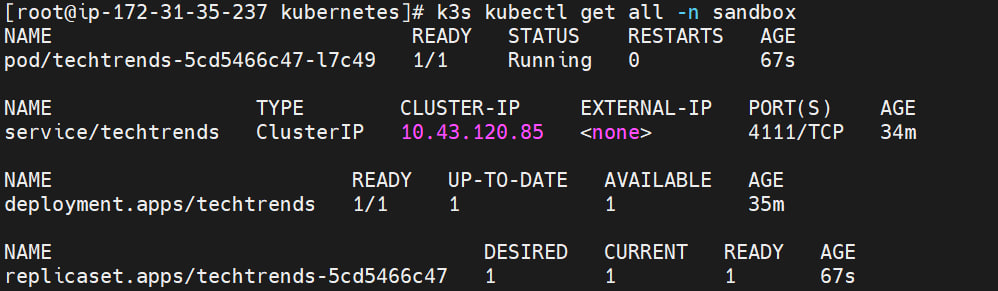 [root@ip-172-31-35-237 kubernetes]# k3s kubectl get all -n sandbox
NAME READY STATUS RESTARTS AGE
pod/techtrends-5cd5466c47-l7c49 1/1 Running 0 67s
NAME TYPE CLUSTER-IP EXTERNAL-IP PORT(S) AGE
service/techtrends ClusterIP 10.43.120.85 <none> 4111/TCP 34m
NAME READY UP-TO-DATE AVAILABLE AGE
deployment.apps/techtrends 1/1 1 1 35m
NAME DESIRED CURRENT READY AGE
replicaset.apps/techtrends-5cd5466c47 1 1 1 67s